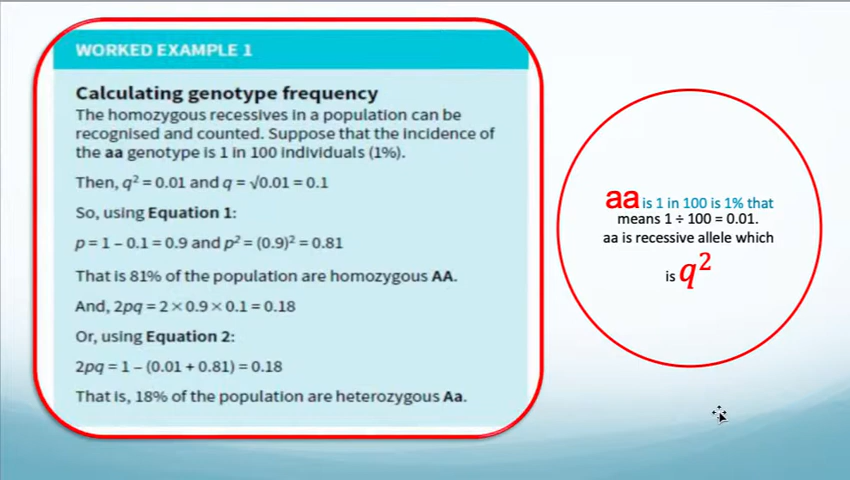 WORKED EXAMPLE 1
Calculating genotype frequency
The homozygous recessives in a population can be
recognised and counted. Suppose that the incidence of
the aa genotype is 1 in 100 individuals (1%).
Then, q² = 0.01 and q = √0.01 = 0.1
So, using Equation 1:
p = 1 – 0.1 = 0.9 and p² = (0.9)² = 0.81
That is 81% of the population are homozygous AA.
And, 2pq = 2 × 0.9 × 0.1 = 0.18
Or, using Equation 2:
2pq = 1 – (0.01 + 0.81) = 0.18
That is, 18% of the population are heterozygous Aa.
aa is 1 in 100 is 1% that
means 1 ÷ 100 = 0.01.
aa is recessive allele which
is q²